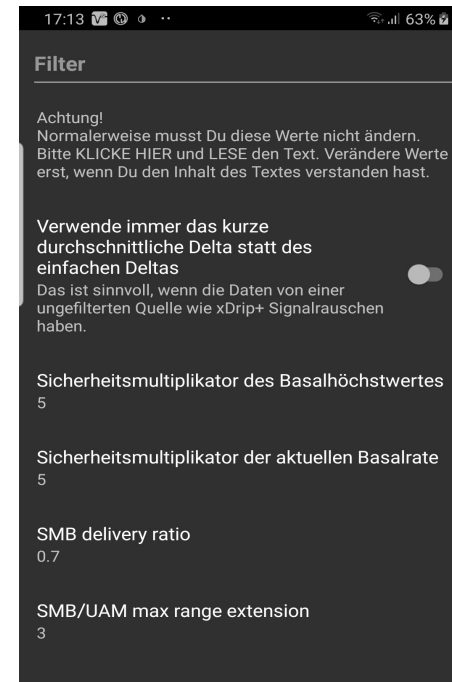 17:13 63%
Filter
Achtung!
Normalerweise musst Du diese Werte nicht ändern.
Bitte KLICKE HIER und LESE den Text. Verändere Werte
erst, wenn Du den Inhalt des Textes verstanden hast.
Verwende immer das kurze
durchschnittliche Delta statt des
einfachen Deltas
Das ist sinnvoll, wenn die Daten von einer
ungefilterten Quelle wie xDrip+ Signalrauschen
haben.
Sicherheitsmultiplikator des Basalhöchstwertes
5
Sicherheitsmultiplikator der aktuellen Basalrate
5
SMB delivery ratio
0.7
SMB/UAM max range extension
3